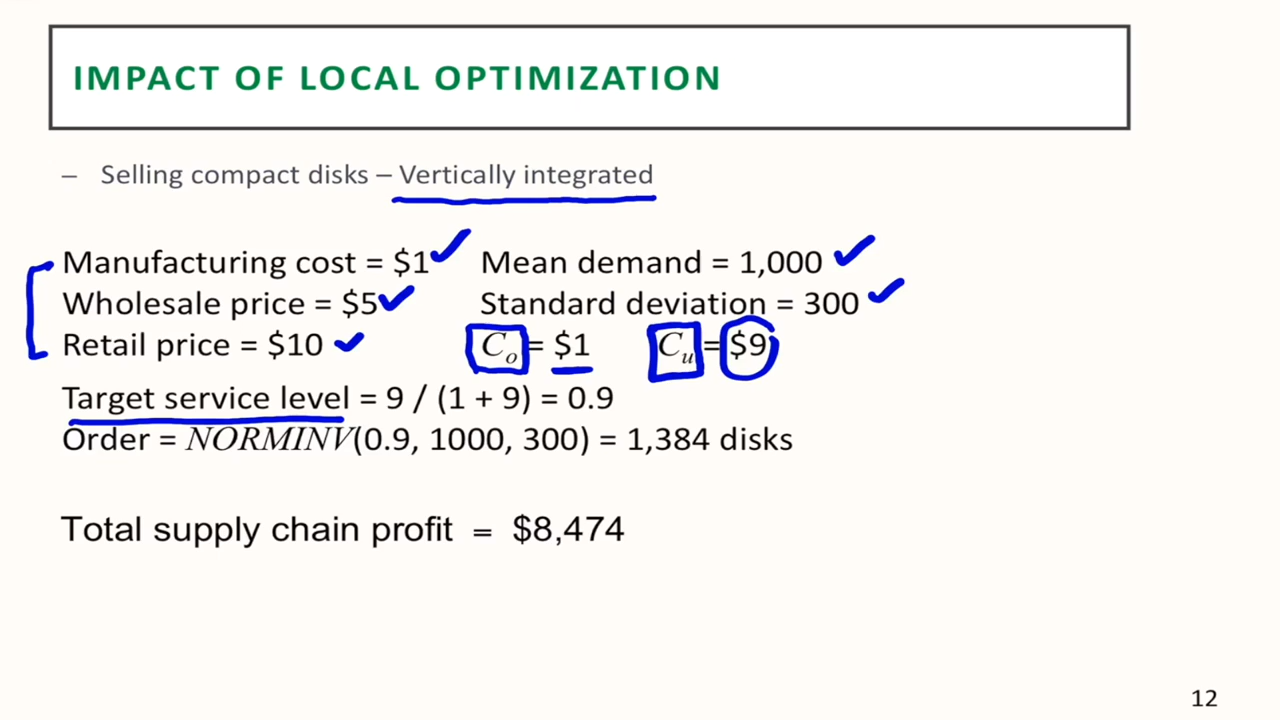 IMPACT OF LOCAL OPTIMIZATION
– Selling compact disks – Vertically integrated
Manufacturing cost = $1 Mean demand = 1,000
Wholesale price = $5 Standard deviation = 300
Retail price = $10 Co = $1 Cu = $9
Target service level = 9 / (1 + 9) = 0.9
Order = NORMINV(0.9, 1000, 300) = 1,384 disks
Total supply chain profit = $8,474
12